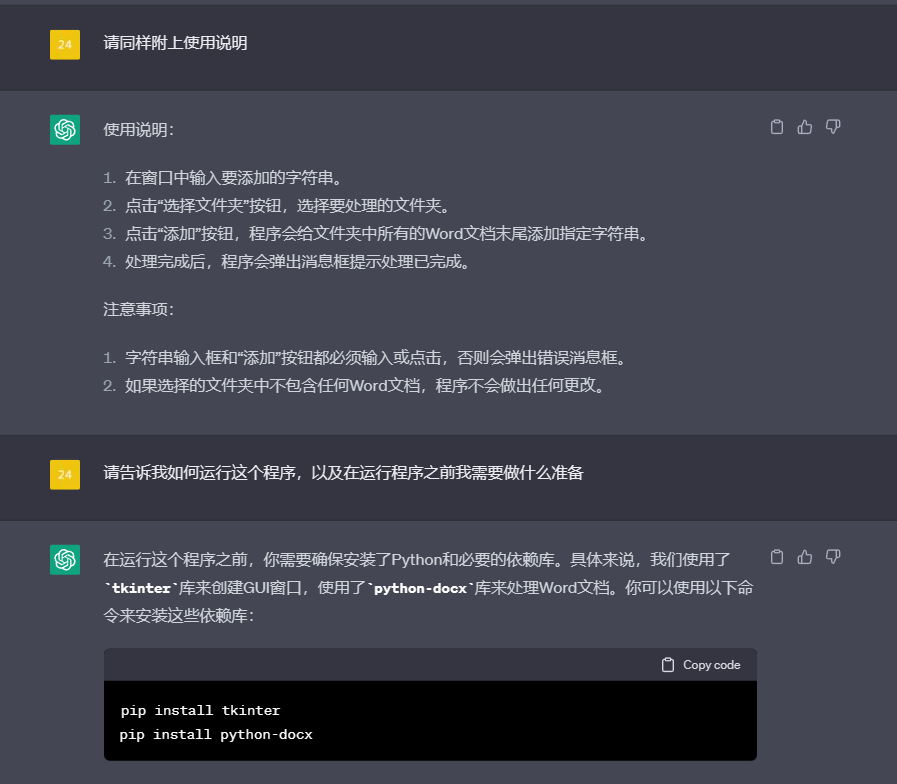 24
请同样附上使用说明
使用说明：
1. 在窗口中输入要添加的字符串。
2. 点击“选择文件夹”按钮，选择要处理的文件夹。
3. 点击“添加”按钮，程序会给文件夹中所有的Word文档末尾添加指定字符串。
4. 处理完成后，程序会弹出消息框提示处理已完成。
注意事项：
1. 字符串输入框和“添加”按钮都必须输入或点击，否则会弹出错误消息框。
2. 如果选择的文件夹中不包含任何Word文档，程序不会做出任何更改。
24
请告诉我如何运行这个程序，以及在运行程序之前我需要做什么准备
在运行这个程序之前，你需要确保安装了Python和必要的依赖库。具体来说，我们使用了
`tkinter`库来创建GUI窗口，使用了`python-docx`库来处理Word文档。你可以使用以下命
令来安装这些依赖库：
Copy code
pip install tkinter
pip install python-docx